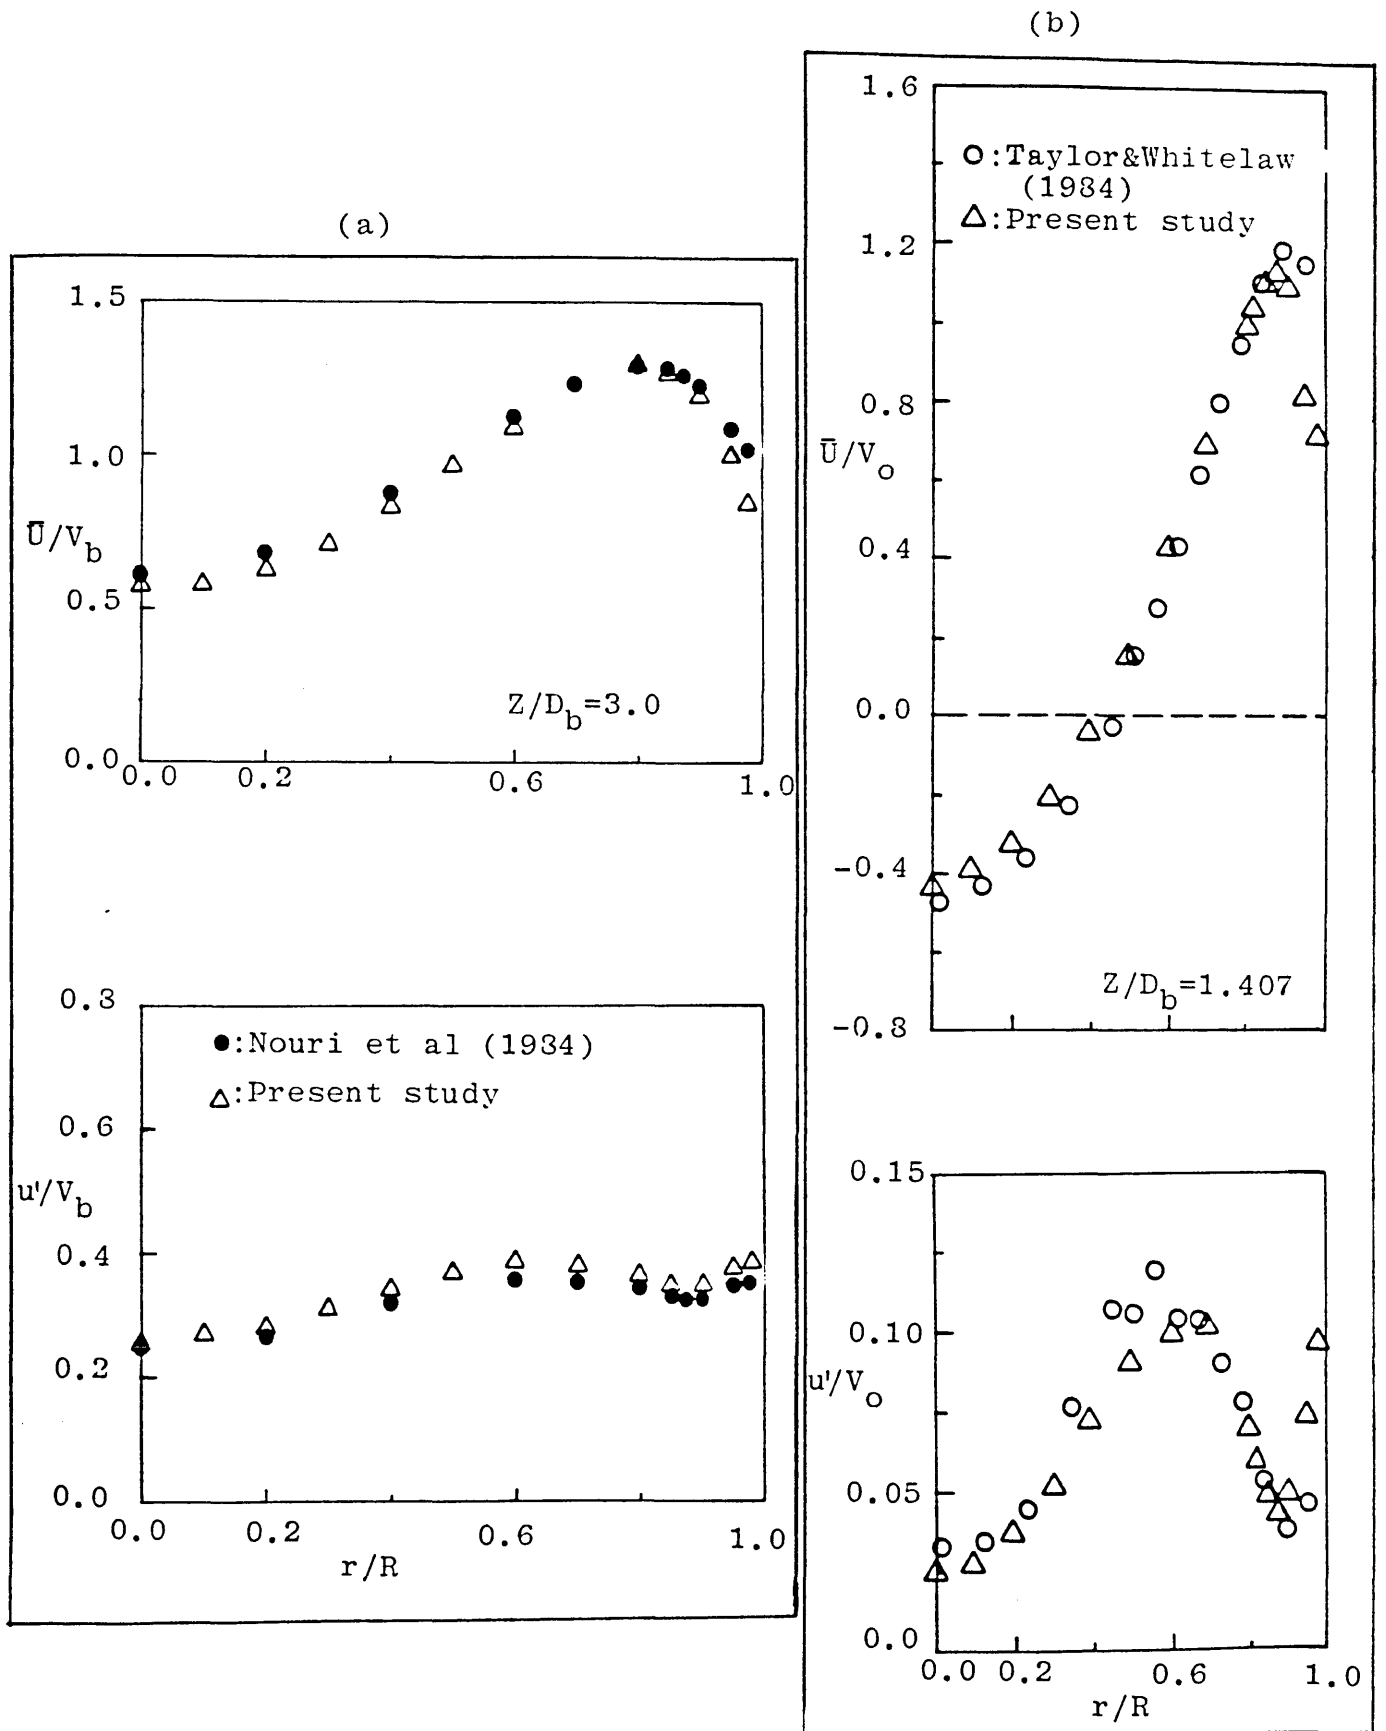 (a)
1.5
1.0
U̅/V_b
0.5
0.0
0.0 0.2 0.6 1.0
Z/D_b=3.0
0.8
●:Nouri et al (1984)
△:Present study
0.6
u'/V_b
0.4
0.2
0.0
0.0 0.2 0.6 1.0
r/R
(b)
1.6
○:Taylor&Whitelaw
(1984)
△:Present study
1.2
0.8
U̅/V_o
0.4
0.0
-0.4
Z/D_b=1.407
-0.8
0.15
0.10
u'/V_o
0.05
0.0
0.0 0.2 0.6 1.0
r/R